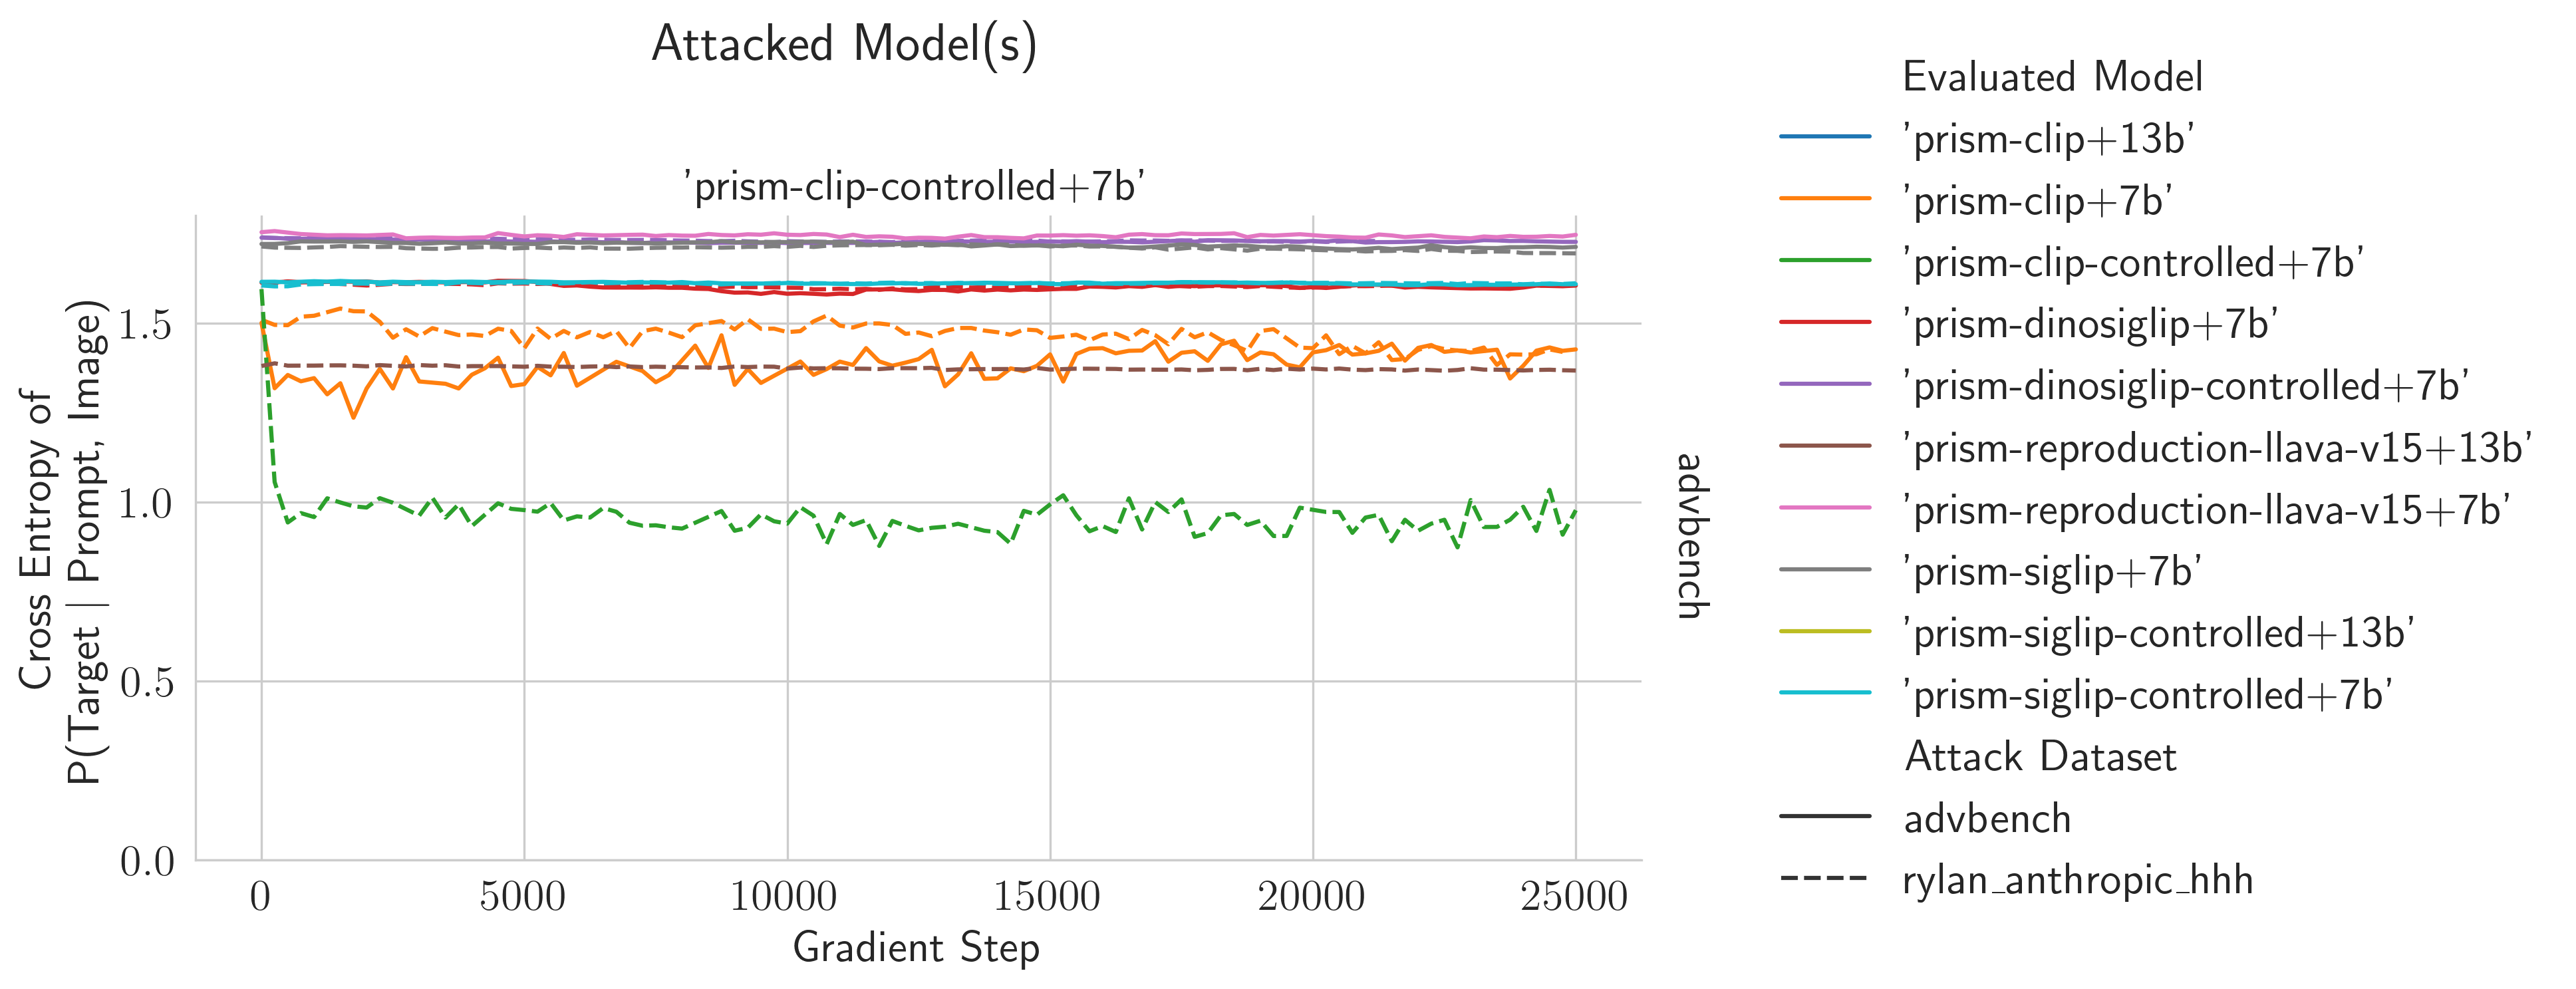 Attacked Model(s)
'prism-clip-controlled+7b'
Cross Entropy of
P(Target | Prompt, Image)
1.5
1.0
0.5
0.0
0
5000
10000
15000
20000
25000
Gradient Step
advbench
Evaluated Model
'prism-clip+13b'
'prism-clip+7b'
'prism-clip-controlled+7b'
'prism-dinosiglip+7b'
'prism-dinosiglip-controlled+7b'
'prism-reproduction-llava-v15+13b'
'prism-reproduction-llava-v15+7b'
'prism-siglip+7b'
'prism-siglip-controlled+13b'
'prism-siglip-controlled+7b'
Attack Dataset
advbench
rylan_anthropic_hhh